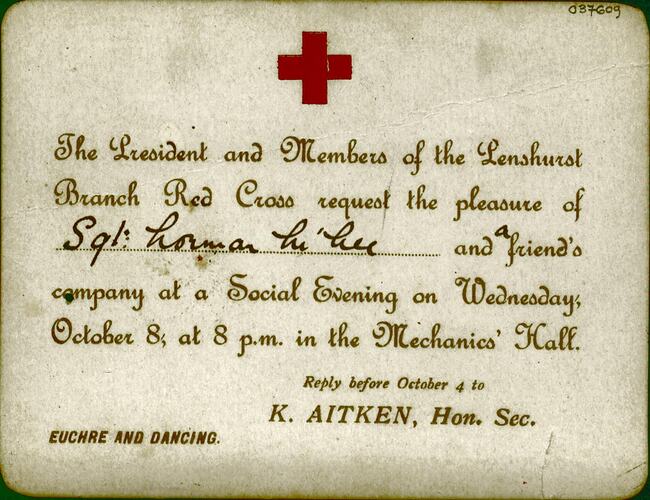 037609
The President and Members of the Penshurst
Branch Red Cross request the pleasure of
Sgt: Norman and a friend's
company at a Social Evening on Wednesday,
October 8, at 8 p.m. in the Mechanics' Hall.
Reply before October 4 to
K. AITKEN, Hon. Sec.
EUCHRE AND DANCING.